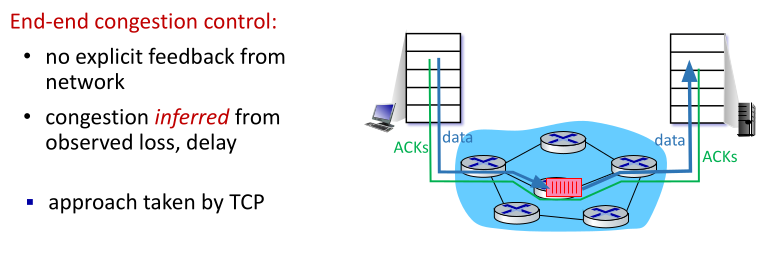 End-end congestion control:
• no explicit feedback from
network
• congestion inferred from
observed loss, delay
▪ approach taken by TCP
data
ACKs
data
ACKs